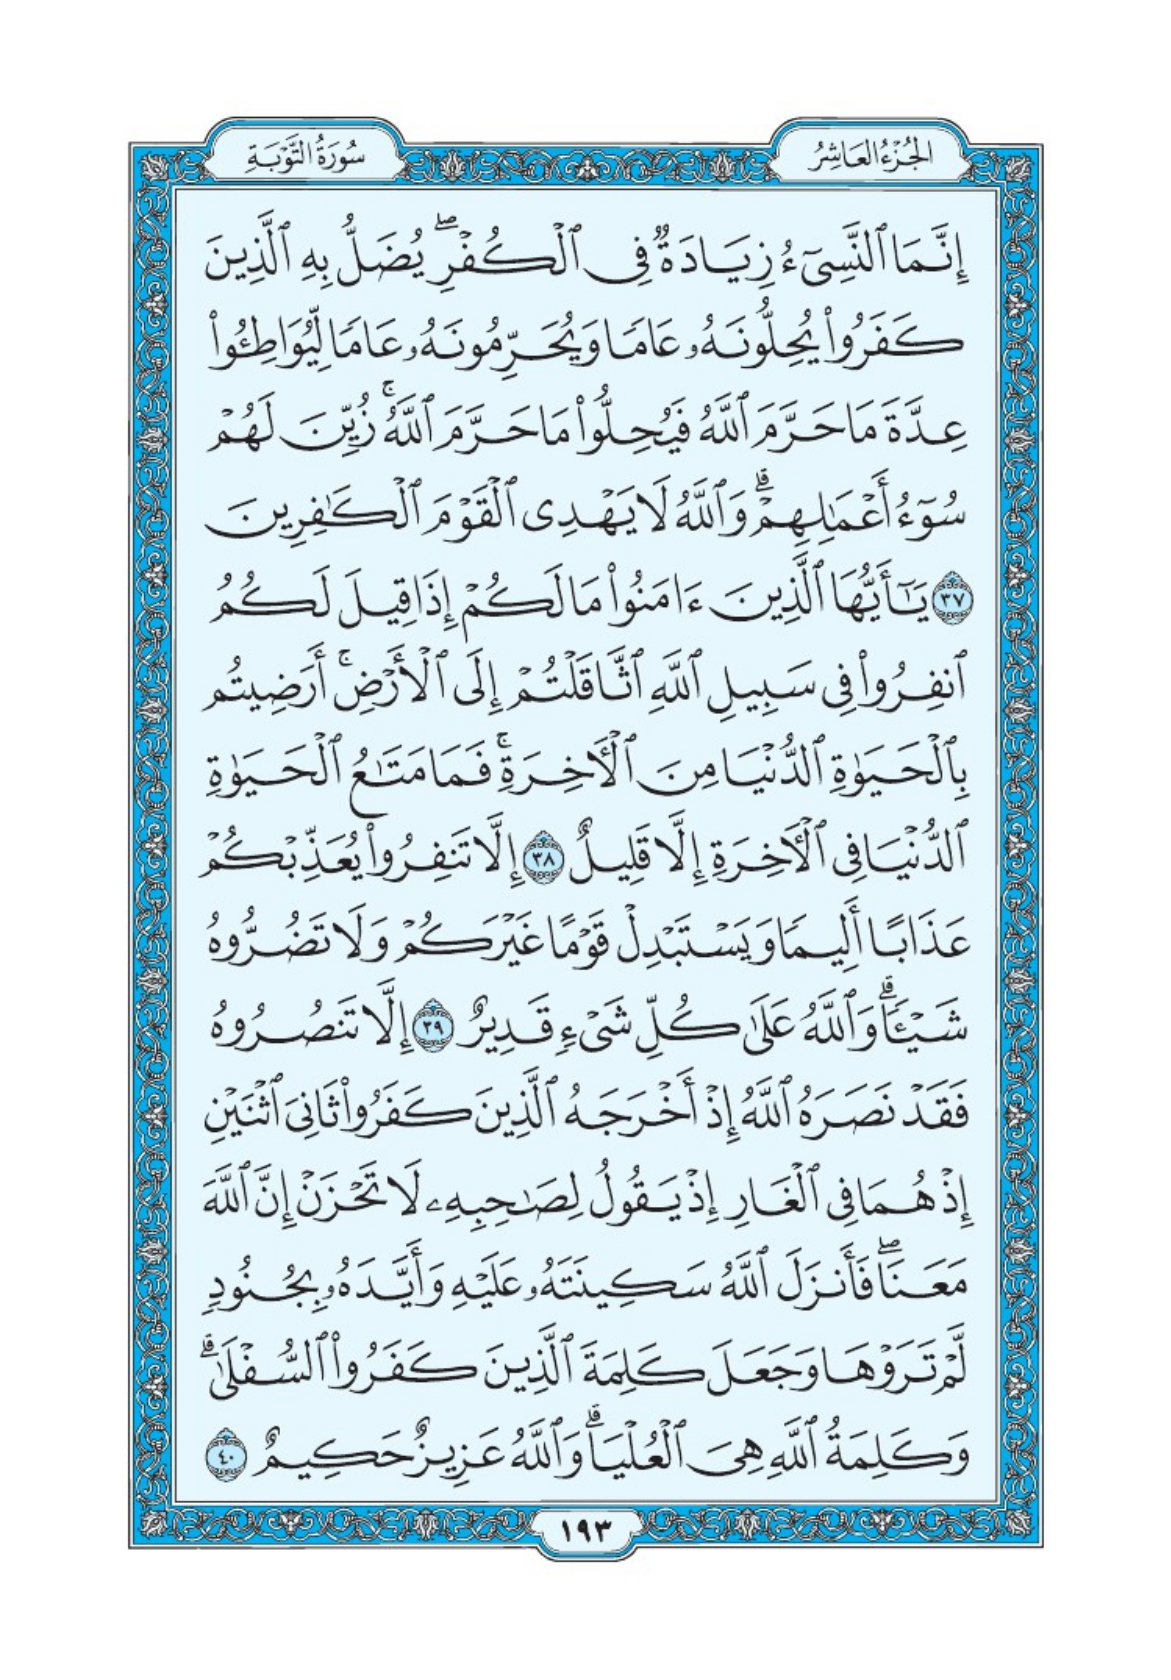 الجُزْءُ العَاشِرُ
سُورَةُ التَّوْبَةِ
إِنَّمَا ٱلنَّسِىٓءُ زِيَادَةٌ فِى ٱلْكُفْرِ ۖ يُضَلُّ بِهِ ٱلَّذِينَ
كَفَرُوا۟ يُحِلُّونَهُۥ عَامًا وَيُحَرِّمُونَهُۥ عَامًا لِّيُوَاطِـُٔوا۟
عِدَّةَ مَا حَرَّمَ ٱللَّهُ فَيُحِلُّوا۟ مَا حَرَّمَ ٱللَّهُ ۚ زُيِّنَ لَهُمْ
سُوٓءُ أَعْمَـٰلِهِمْ ۗ وَٱللَّهُ لَا يَهْدِى ٱلْقَوْمَ ٱلْكَـٰفِرِينَ
٣٧ يَـٰٓأَيُّهَا ٱلَّذِينَ ءَامَنُوا۟ مَا لَكُمْ إِذَا قِيلَ لَكُمُ
ٱنفِرُوا۟ فِى سَبِيلِ ٱللَّهِ ٱثَّاقَلْتُمْ إِلَى ٱلْأَرْضِ ۚ أَرَضِيتُم
بِٱلْحَيَوٰةِ ٱلدُّنْيَا مِنَ ٱلْـَٔاخِرَةِ ۚ فَمَا مَتَـٰعُ ٱلْحَيَوٰةِ
ٱلدُّنْيَا فِى ٱلْـَٔاخِرَةِ إِلَّا قَلِيلٌ ٣٨ إِلَّا تَنفِرُوا۟ يُعَذِّبْكُمْ
عَذَابًا أَلِيمًا وَيَسْتَبْدِلْ قَوْمًا غَيْرَكُمْ وَلَا تَضُرُّوهُ
شَيْـًٔا ۗ وَٱللَّهُ عَلَىٰ كُلِّ شَىْءٍ قَدِيرٌ ٣٩ إِلَّا تَنصُرُوهُ
فَقَدْ نَصَرَهُ ٱللَّهُ إِذْ أَخْرَجَهُ ٱلَّذِينَ كَفَرُوا۟ ثَانِىَ ٱثْنَيْنِ
إِذْ هُمَا فِى ٱلْغَارِ إِذْ يَقُولُ لِصَـٰحِبِهِۦ لَا تَحْزَنْ إِنَّ ٱللَّهَ
مَعَنَا ۖ فَأَنزَلَ ٱللَّهُ سَكِينَتَهُۥ عَلَيْهِ وَأَيَّدَهُۥ بِجُنُودٍ
لَّمْ تَرَوْهَا وَجَعَلَ كَلِمَةَ ٱلَّذِينَ كَفَرُوا۟ ٱلسُّفْلَىٰ ۗ
وَكَلِمَةُ ٱللَّهِ هِىَ ٱلْعُلْيَا ۗ وَٱللَّهُ عَزِيزٌ حَكِيمٌ ٤٠
١٩٣